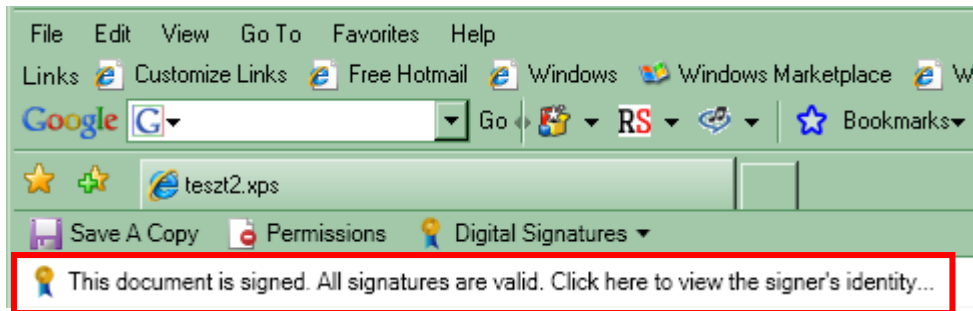 File Edit View Go To Favorites Help
Links Customize Links Free Hotmail Windows Windows Marketplace W
Google G Go RS Bookmarks
teszt2.xps
Save A Copy Permissions Digital Signatures
This document is signed. All signatures are valid. Click here to view the signer's identity...